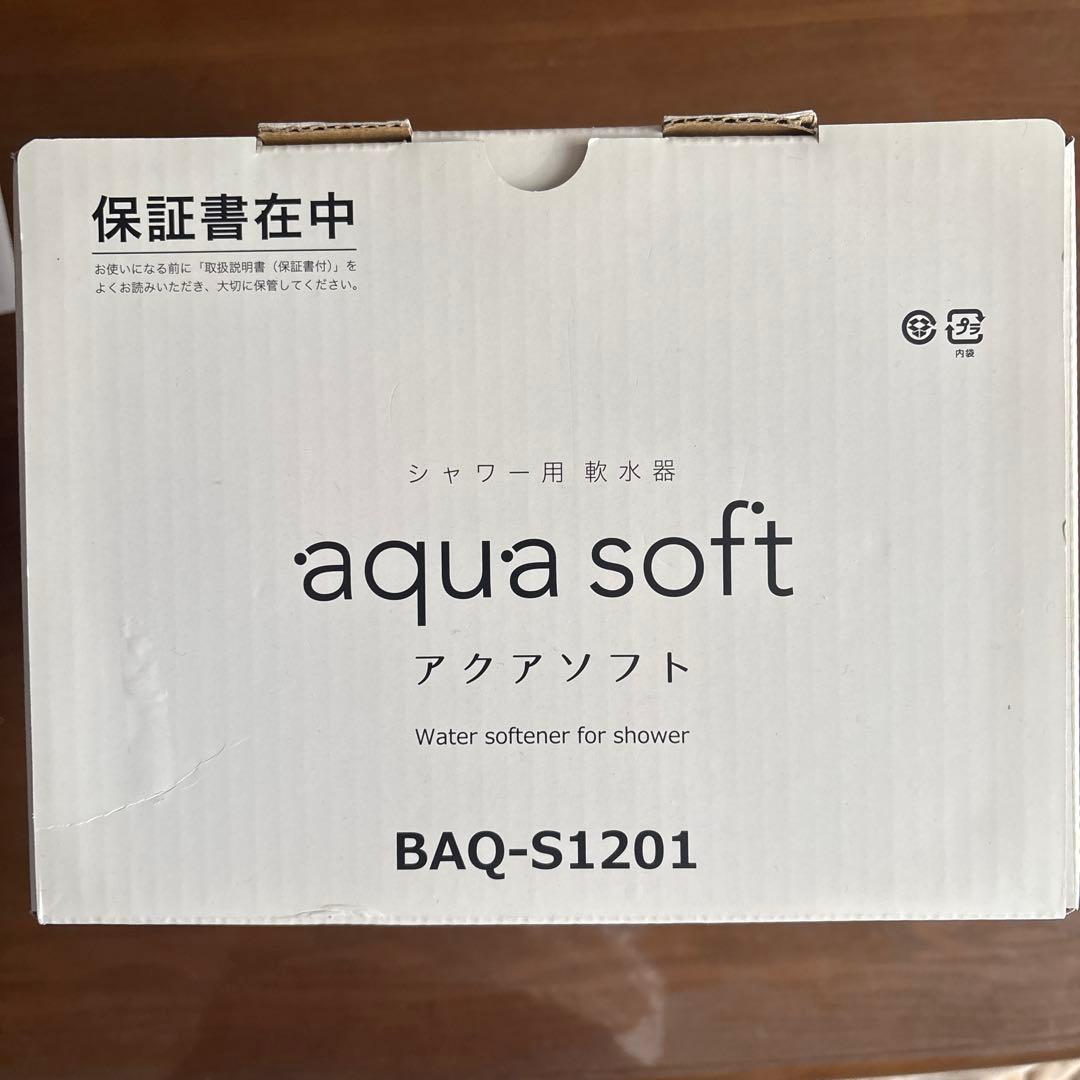 保証書在中
お使いになる前に「取扱説明書（保証書付）」を
よくお読みいただき、大切に保管してください。
プラ
内袋
シャワー用 軟水器
aqua soft
アクアソフト
Water softener for shower
BAQ-S1201